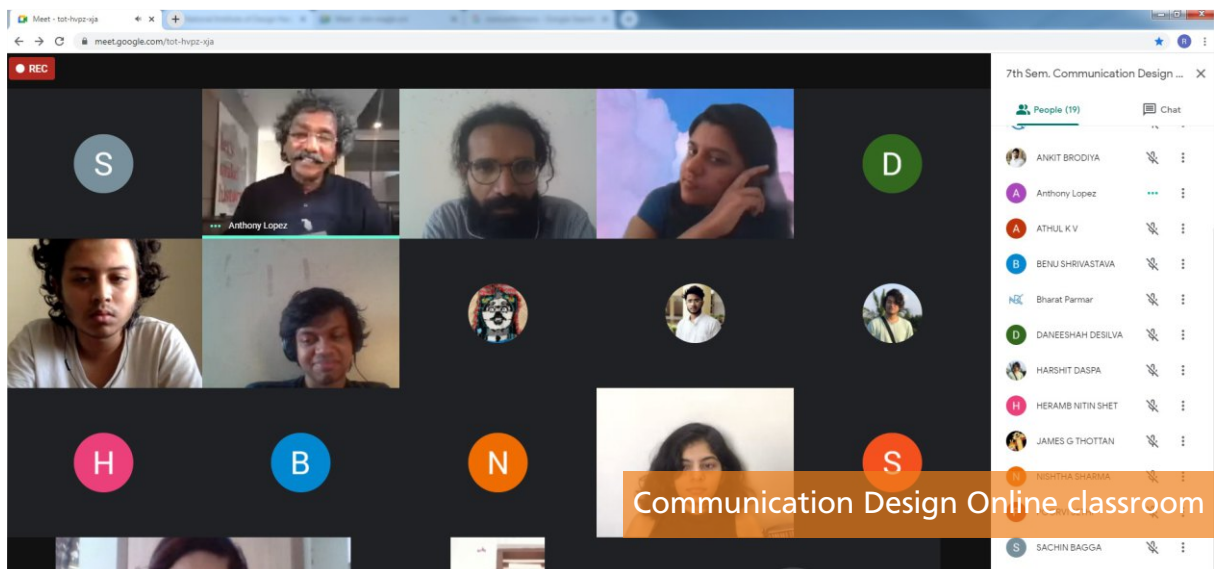 Meet - tot-hvpz-xja
meet.google.com/tot-hvpz-xja
R
REC
7th Sem. Communication Design ...
People (19)
Chat
S
Anthony Lopez
D
H
B
N
S
ANKIT BRODIYA
A Anthony Lopez
A ATHUL K V
B BENU SHRIVASTAVA
NBC Bharat Parmar
D DANEESHAH DESILVA
HARSHIT DASPA
H HERAMB NITIN SHET
JAMES G THOTTAN
N NISHTHA SHARMA
Communication Design Online classroom
S SACHIN BAGGA